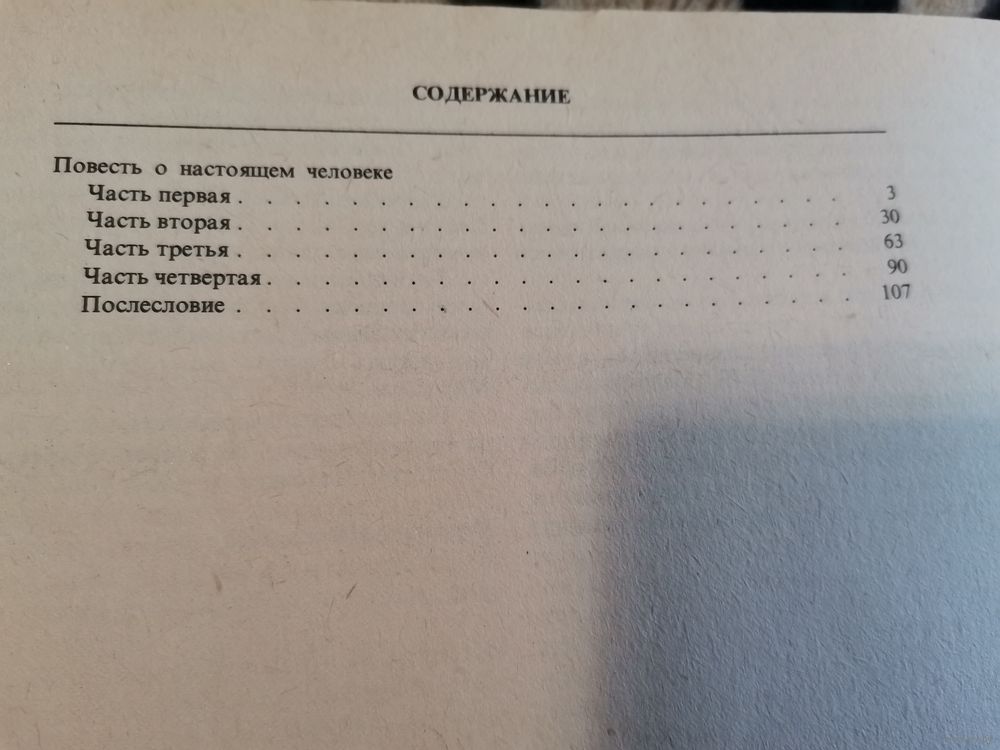 СОДЕРЖАНИЕ
Повесть о настоящем человеке
Часть первая . . . . . . . . . . . . . . . . . . . . . . 3
Часть вторая . . . . . . . . . . . . . . . . . . . . . . 30
Часть третья . . . . . . . . . . . . . . . . . . . . . . 63
Часть четвертая . . . . . . . . . . . . . . . . . . . . . 90
Послесловие . . . . . . . . . . . . . . . . . . . . . . 107